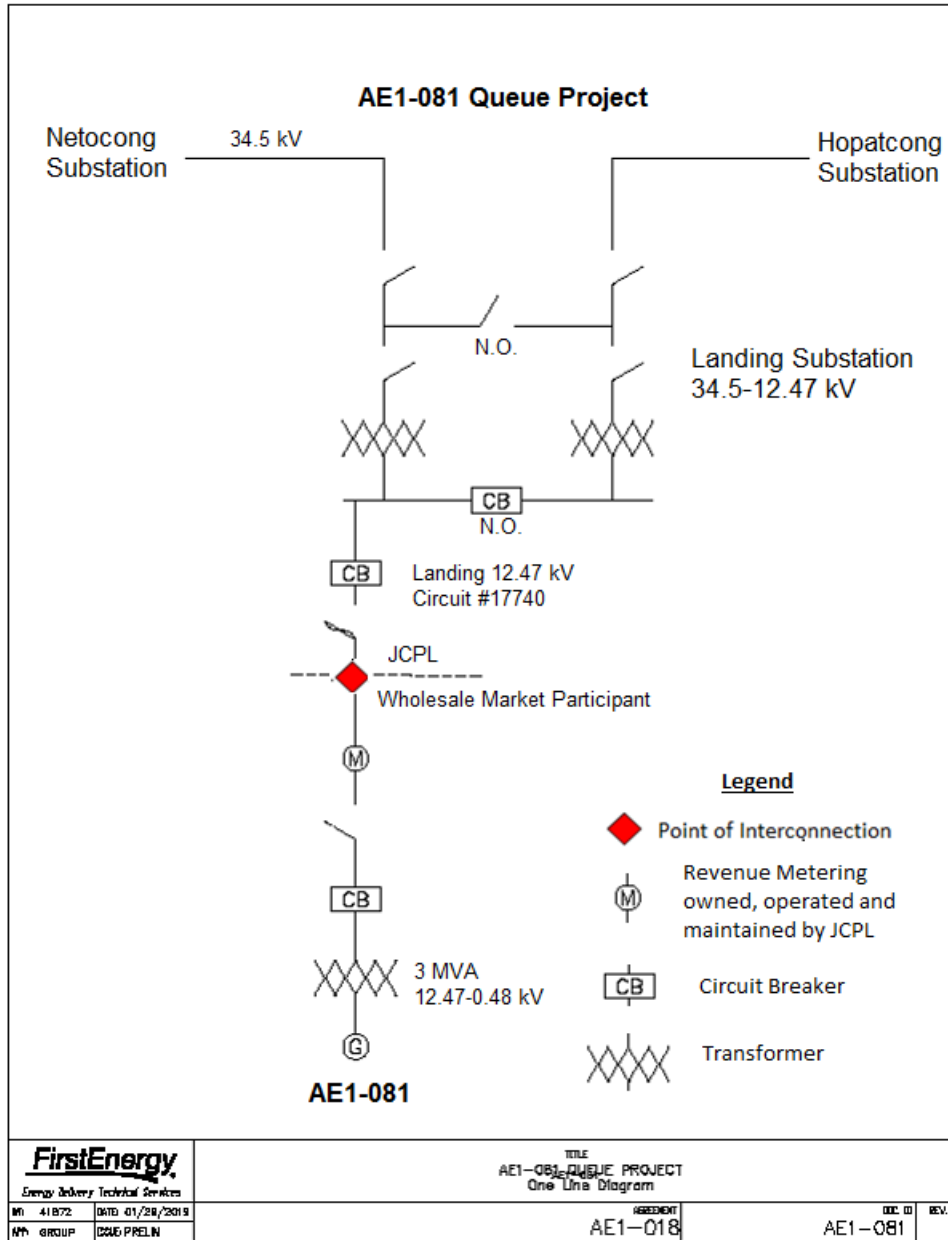 AE1-081 Queue Project
Netocong
Substation
34.5 kV
Hopatcong
Substation
N.O.
Landing Substation
34.5-12.47 kV
CB
N.O.
CB
Landing 12.47 kV
Circuit #17740
JCPL
Wholesale Market Participant
M
Legend
Point of Interconnection
M
Revenue Metering
owned, operated and
maintained by JCPL
CB
3 MVA
12.47-0.48 kV
CB
Circuit Breaker
Transformer
G
AE1-081
FirstEnergy
Energy Delivery Technical Services
TITLE
AE1-081 QUEUE PROJECT
One Line Diagram
41872
DATE 01/28/2019
GROUP
PRELIM
AGREEMENT
AE1-018
AE1-081
REV.